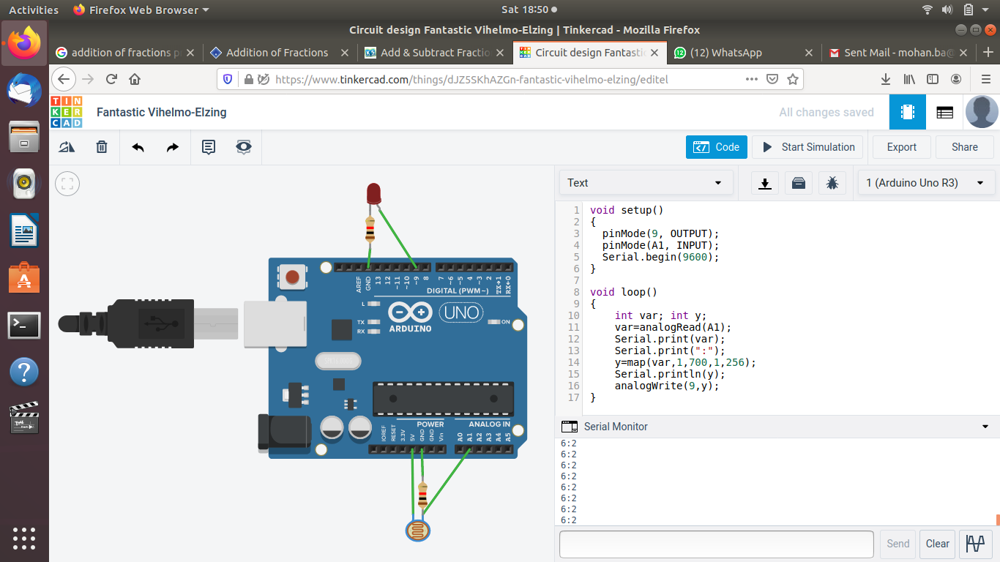 Activities
Firefox Web Browser
Sat 18:50
Circuit design Fantastic Vihelmo-Elzing | Tinkercad - Mozilla Firefox
addition of fractions p
Addition of Fractions
Add & Subtract Fractio
Circuit design Fantastic
(12) WhatsApp
Sent Mail - mohan.ba@
https://www.tinkercad.com/things/dJZ5SKhAZGn-fantastic-vihelmo-elzing/editel
TIN
KER
CAD
Fantastic Vihelmo-Elzing
All changes saved
Code
Start Simulation
Export
Share
Text
1 (Arduino Uno R3)
AREF
GND
13
12
~11
~10
~9
8
7
~6
~5
4
~3
2
TX→1
RX←0
DIGITAL (PWM~)
L
TX
RX
ARDUINO
UNO
ON
POWER
ANALOG IN
IOREF
RESET
3.3V
5V
GND
GND
Vin
A0
A1
A2
A3
A4
A5
1 void setup()
2 {
3 pinMode(9, OUTPUT);
4 pinMode(A1, INPUT);
5 Serial.begin(9600);
6 }
7
8 void loop()
9 {
10 int var; int y;
11 var=analogRead(A1);
12 Serial.print(var);
13 Serial.print(":");
14 y=map(var,1,700,1,256);
15 Serial.println(y);
16 analogWrite(9,y);
17 }
Serial Monitor
6:2
6:2
6:2
6:2
6:2
6:2
6:2
6:2
Send
Clear